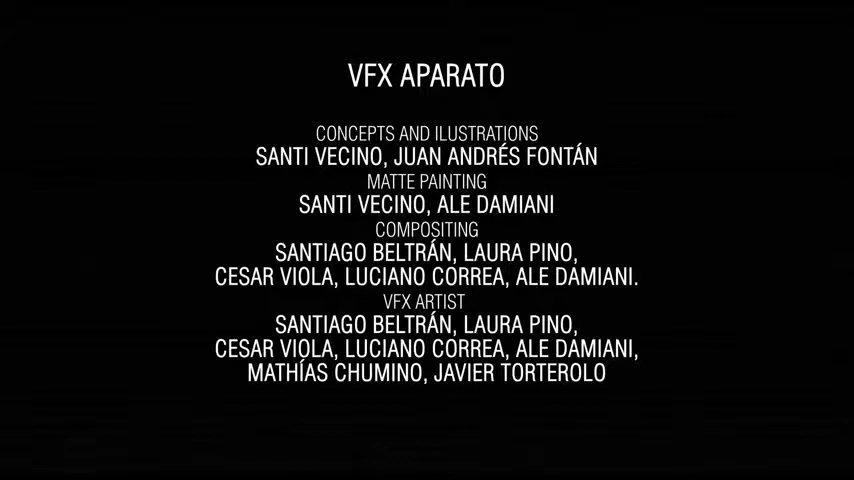 VFX APARATO
CONCEPTS AND ILUSTRATIONS
SANTI VECINO, JUAN ANDRÉS FONTÁN
MATTE PAINTING
SANTI VECINO, ALE DAMIANI
COMPOSITING
SANTIAGO BELTRÁN, LAURA PINO,
CESAR VIOLA, LUCIANO CORREA, ALE DAMIANI.
VFX ARTIST
SANTIAGO BELTRÁN, LAURA PINO,
CESAR VIOLA, LUCIANO CORREA, ALE DAMIANI,
MATHÍAS CHUMINO, JAVIER TORTEROLO